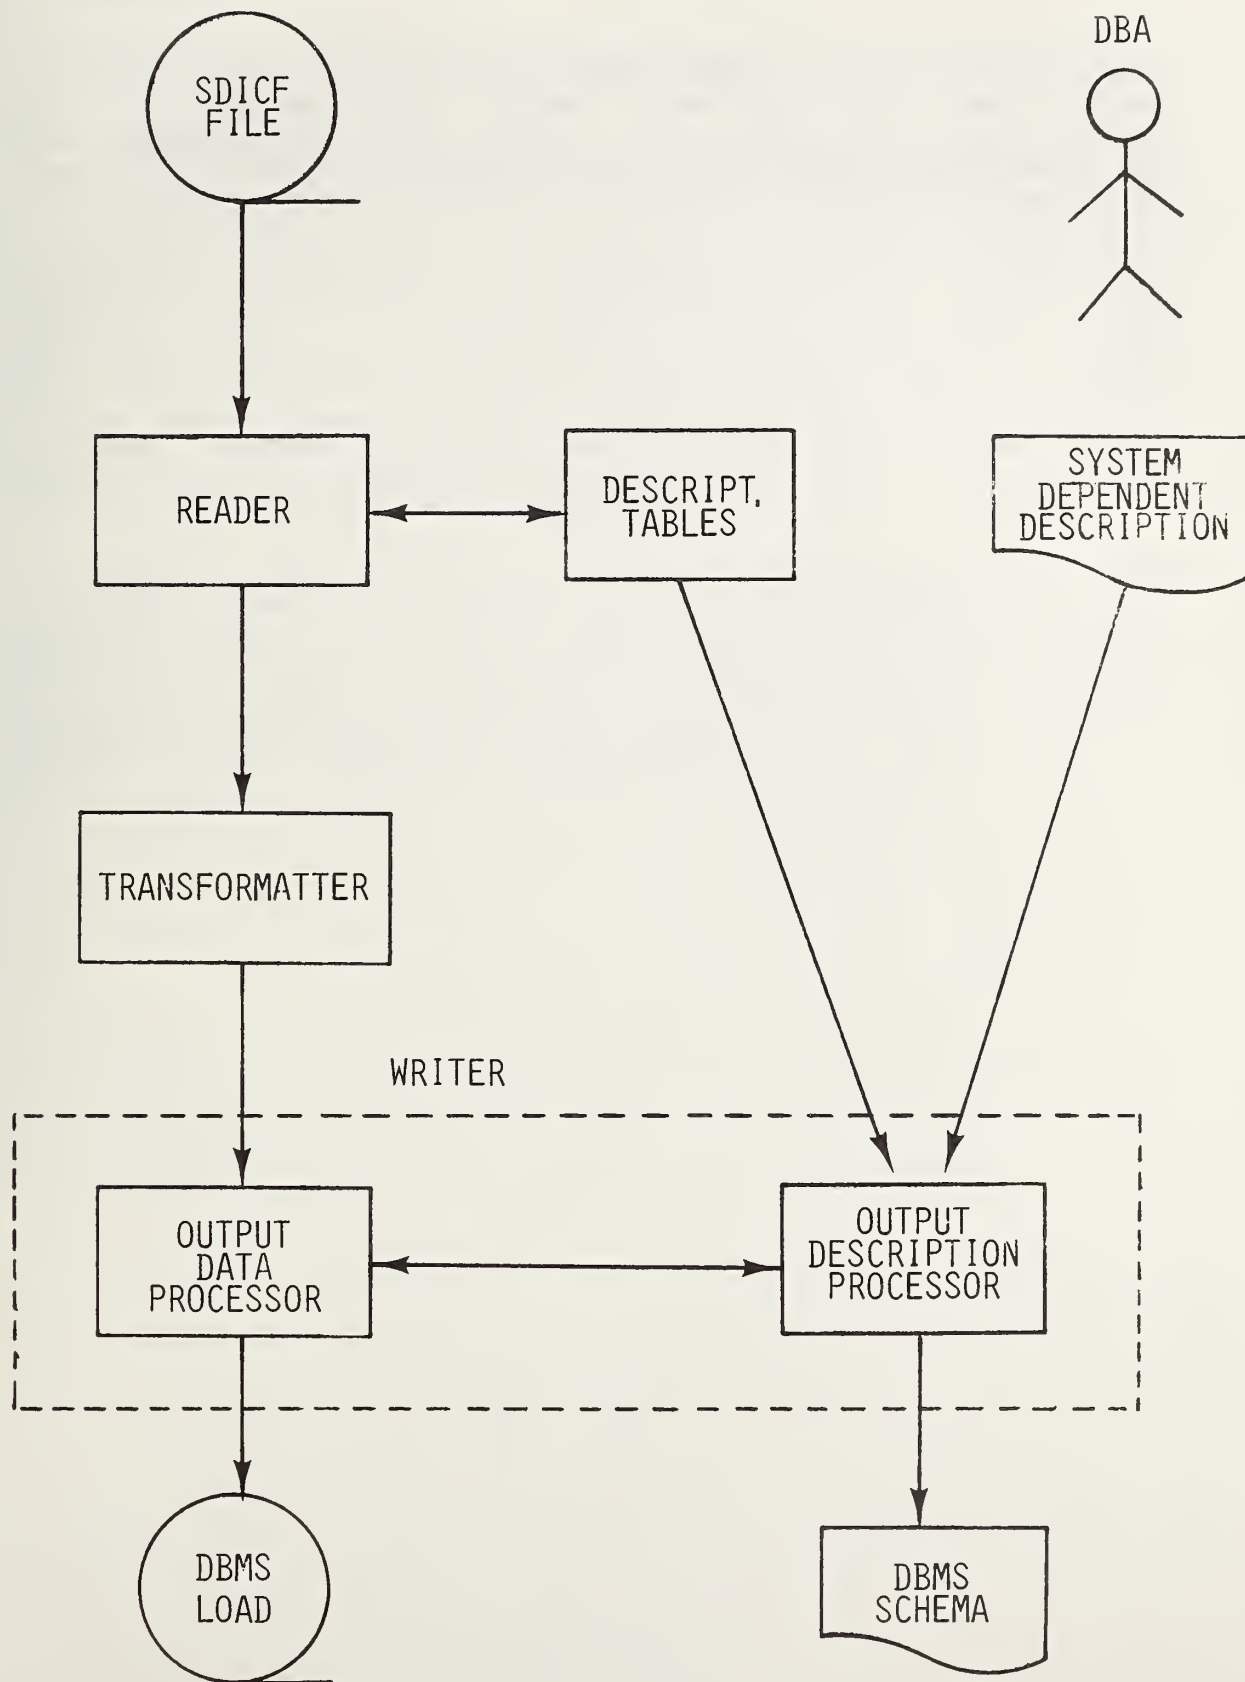 SDICF
FILE
DBA
READER
DESCRIPT.
TABLES
SYSTEM
DEPENDENT
DESCRIPTION
TRANSFORMATTER
WRITER
OUTPUT
DATA
PROCESSOR
OUTPUT
DESCRIPTION
PROCESSOR
DBMS
LOAD
DBMS
SCHEMA